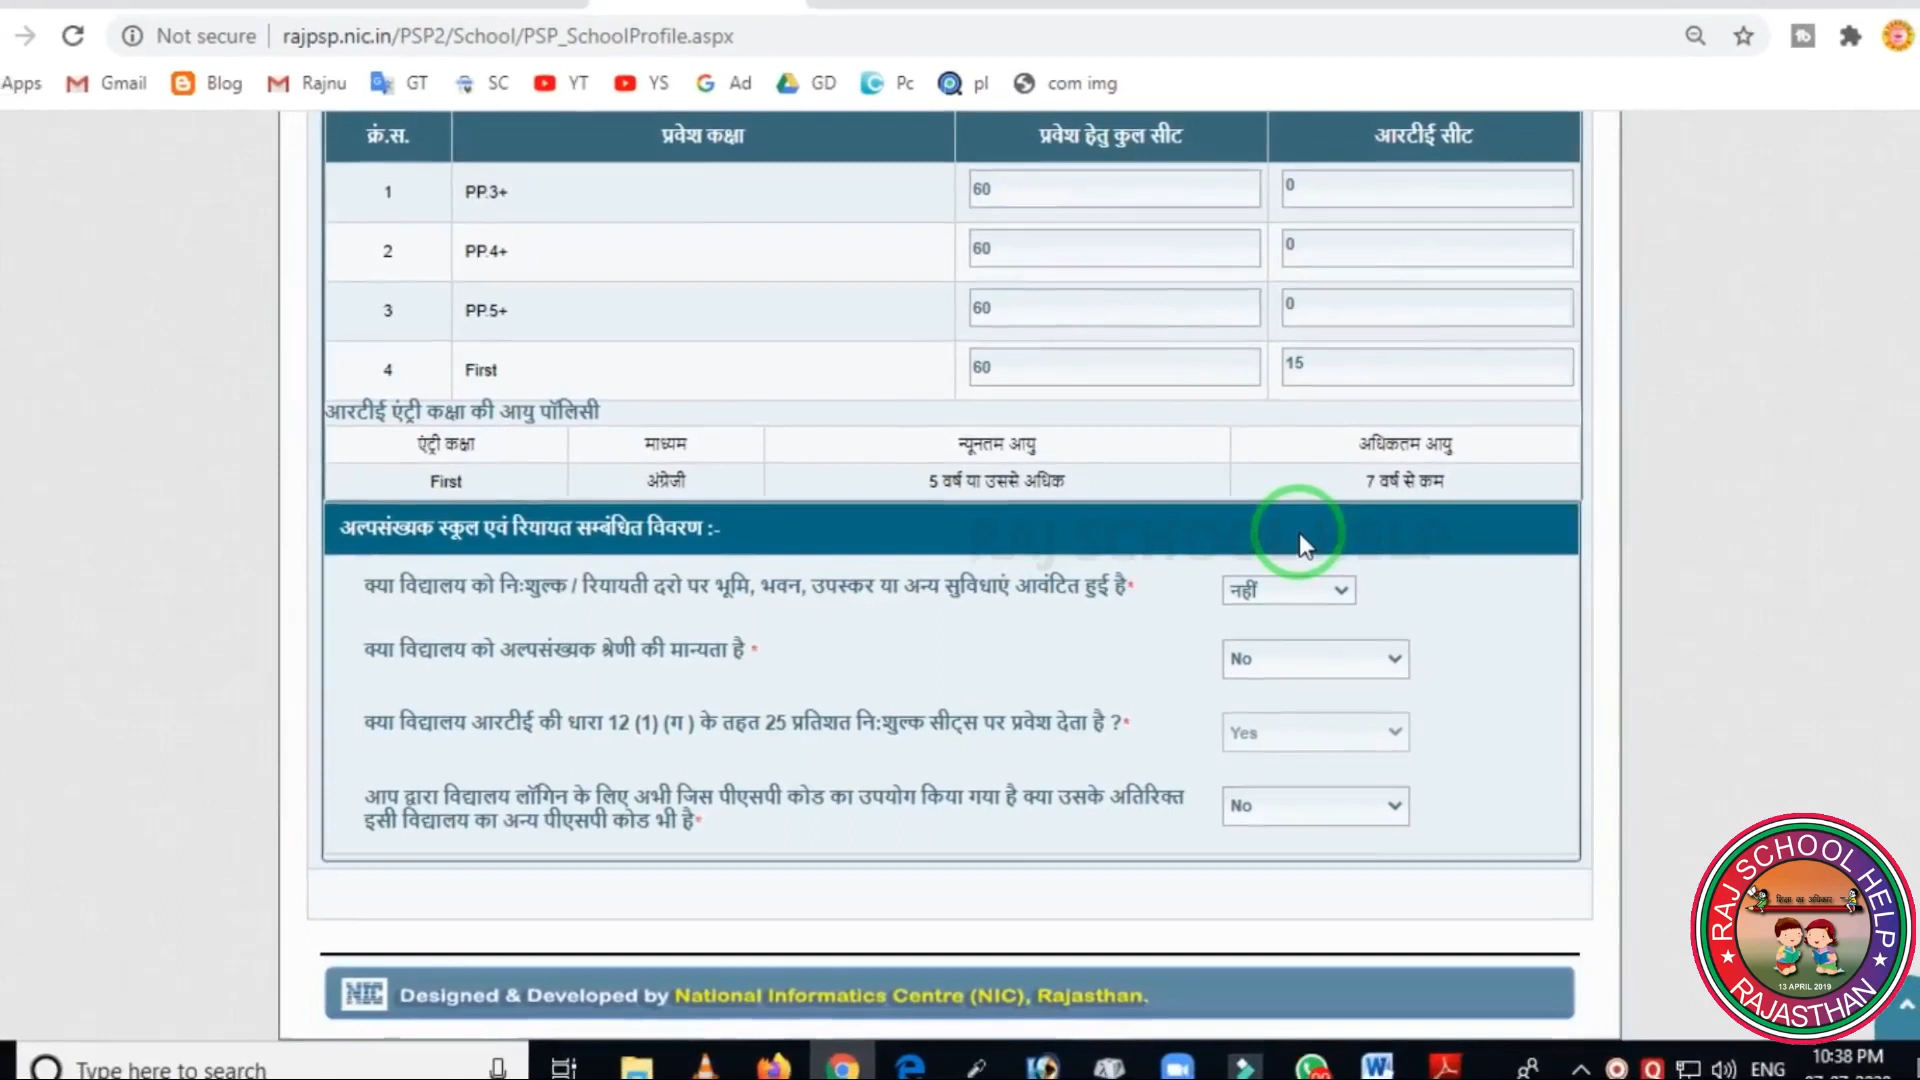 Not secure | rajpsp.nic.in/PSP2/School/PSP_SchoolProfile.aspx
Apps Gmail Blog Rajnu GT SC YT YS Ad GD Pc pl com img
क्रं.स. प्रवेश कक्षा प्रवेश हेतु कुल सीट आरटीई सीट
1 PP.3+ 60 0
2 PP.4+ 60 0
3 PP.5+ 60 0
4 First 60 15
आरटीई एंट्री कक्षा की आयु पॉलिसी
एंट्री कक्षा माध्यम न्यूनतम आयु अधिकतम आयु
First अंग्रेजी 5 वर्ष या उससे अधिक 7 वर्ष से कम
अल्पसंख्यक स्कूल एवं रियायत सम्बंधित विवरण :-
RAJ SCHOOL HELP
क्या विद्यालय को निःशुल्क / रियायती दरो पर भूमि, भवन, उपस्कर या अन्य सुविधाएं आवंटित हुई है* नहीं
क्या विद्यालय को अल्पसंख्यक श्रेणी की मान्यता है * No
क्या विद्यालय आरटीई की धारा 12 (1) (ग ) के तहत 25 प्रतिशत नि:शुल्क सीट्स पर प्रवेश देता है ?* Yes
आप द्वारा विद्यालय लॉगिन के लिए अभी जिस पीएसपी कोड का उपयोग किया गया है क्या उसके अतिरिक्त
इसी विद्यालय का अन्य पीएसपी कोड भी है* No
NIC Designed & Developed by National Informatics Centre (NIC), Rajasthan.
RAJ SCHOOL HELP
शिक्षा का अधिकार
13 APRIL 2019
RAJASTHAN
Type here to search
ENG 10:38 PM